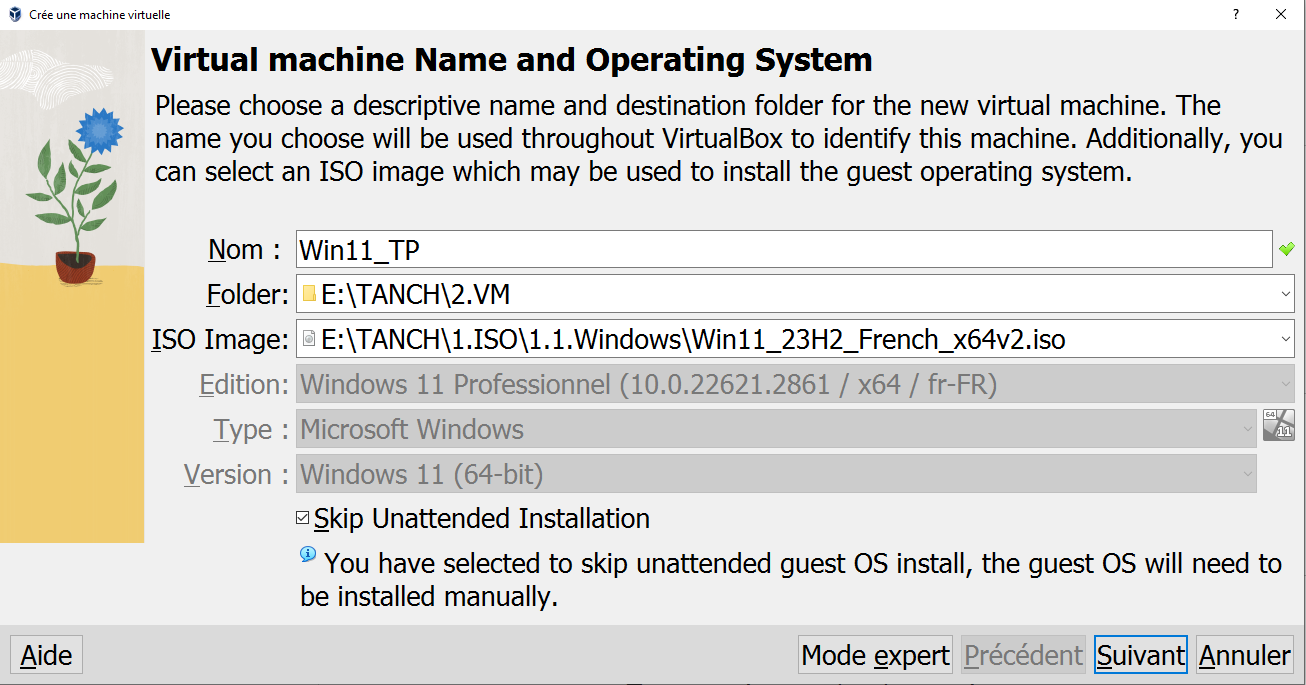 Crée une machine virtuelle
?
Virtual machine Name and Operating System
Please choose a descriptive name and destination folder for the new virtual machine. The
name you choose will be used throughout VirtualBox to identify this machine. Additionally, you
can select an ISO image which may be used to install the guest operating system.
Nom : Win11_TP
Folder: E:\TANCH\2.VM
ISO Image: E:\TANCH\1.ISO\1.1.Windows\Win11_23H2_French_x64v2.iso
Edition: Windows 11 Professionnel (10.0.22621.2861 / x64 / fr-FR)
Type : Microsoft Windows 64 11
Version : Windows 11 (64-bit)
Skip Unattended Installation
You have selected to skip unattended guest OS install, the guest OS will need to
be installed manually.
Aide Mode expert Précédent Suivant Annuler